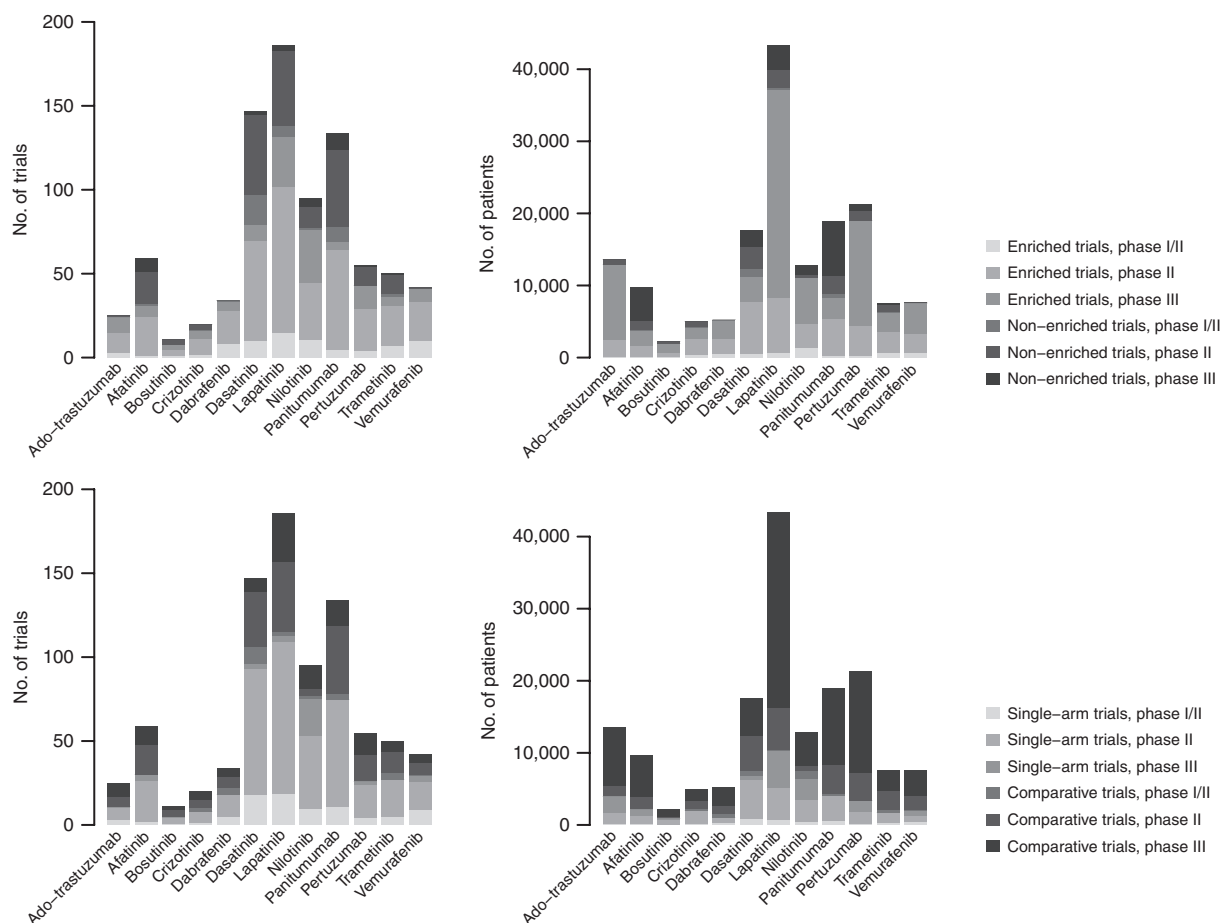 No. of trials
200
150
100
50
0
Ado−trastuzumab
Afatinib
Bosutinib
Crizotinib
Dabrafenib
Dasatinib
Lapatinib
Nilotinib
Panitumumab
Pertuzumab
Trametinib
Vemurafenib
No. of patients
40,000
30,000
20,000
10,000
0
Ado−trastuzumab
Afatinib
Bosutinib
Crizotinib
Dabrafenib
Dasatinib
Lapatinib
Nilotinib
Panitumumab
Pertuzumab
Trametinib
Vemurafenib
Enriched trials, phase I/II
Enriched trials, phase II
Enriched trials, phase III
Non−enriched trials, phase I/II
Non−enriched trials, phase II
Non−enriched trials, phase III
No. of trials
200
150
100
50
0
Ado−trastuzumab
Afatinib
Bosutinib
Crizotinib
Dabrafenib
Dasatinib
Lapatinib
Nilotinib
Panitumumab
Pertuzumab
Trametinib
Vemurafenib
No. of patients
40,000
30,000
20,000
10,000
0
Ado−trastuzumab
Afatinib
Bosutinib
Crizotinib
Dabrafenib
Dasatinib
Lapatinib
Nilotinib
Panitumumab
Pertuzumab
Trametinib
Vemurafenib
Single−arm trials, phase I/II
Single−arm trials, phase II
Single−arm trials, phase III
Comparative trials, phase I/II
Comparative trials, phase II
Comparative trials, phase III